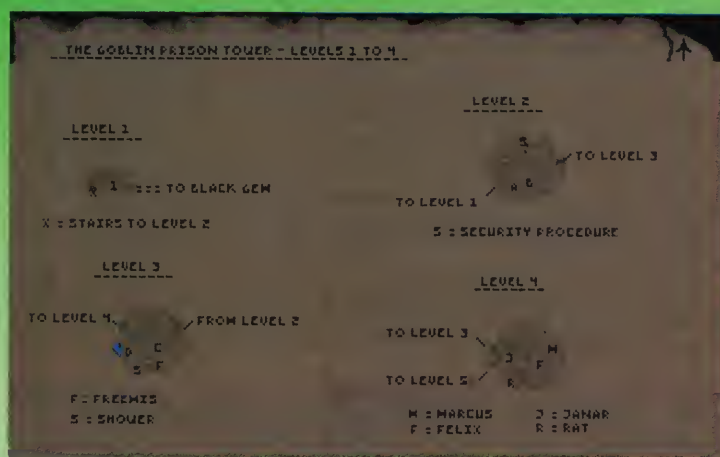 THE GOBLIN PRISON TOWER - LEVELS 1 TO 4
LEVEL 1
X 1 ::: TO BLACK GEM
X : STAIRS TO LEVEL 2
LEVEL 2
S
TO LEVEL 3
A B
TO LEVEL 1
S : SECURITY PROCEDURE
LEVEL 3
TO LEVEL 4
FROM LEVEL 2
D
S F
F : FREEMIS
S : SHOWER
LEVEL 4
TO LEVEL 3
J F M
TO LEVEL 5
R
M : MARCUS J : JANAR
F : FELIX R : RAT